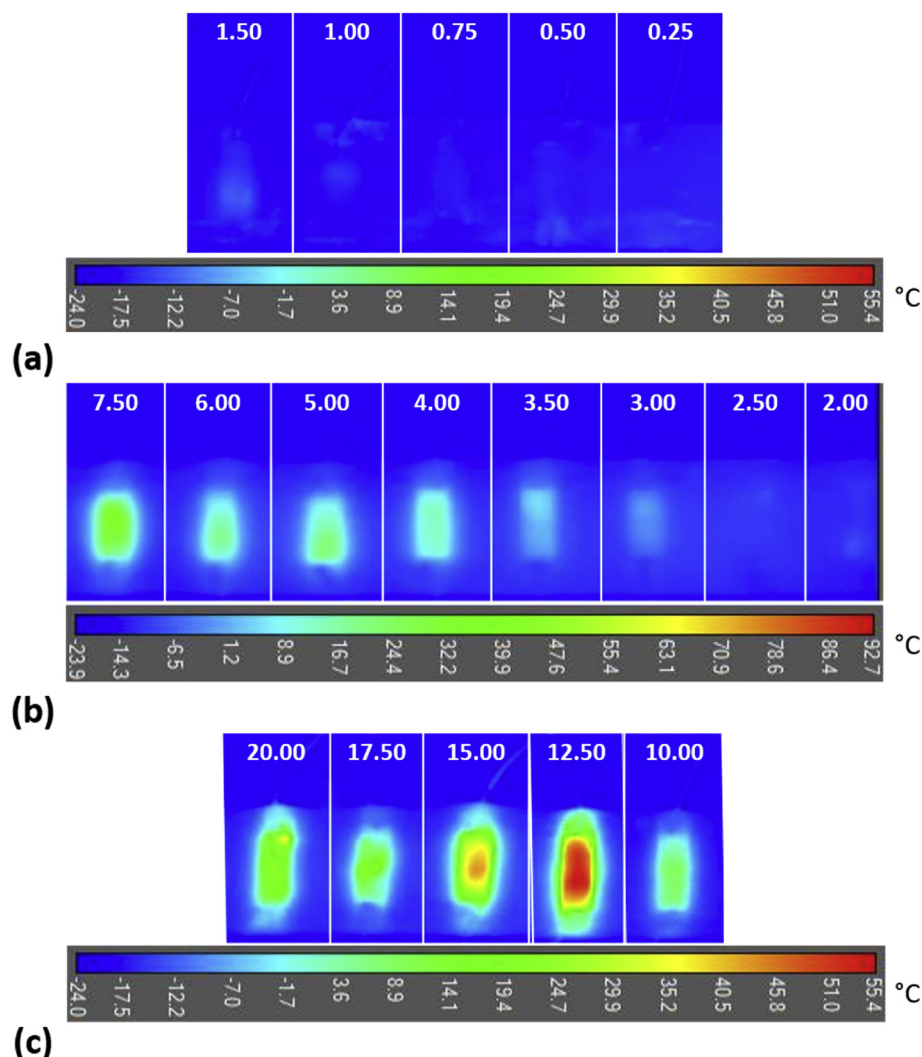 1.50 1.00 0.75 0.50 0.25
-24.0 -17.5 -12.2 -7.0 -1.7 3.6 8.9 14.1 19.4 24.7 29.9 35.2 40.5 45.8 51.0 55.4 °C
(a)
7.50 6.00 5.00 4.00 3.50 3.00 2.50 2.00
-23.9 -14.3 -6.5 1.2 8.9 16.7 24.4 32.2 39.9 47.6 55.4 63.1 70.9 78.6 86.4 92.7 °C
(b)
20.00 17.50 15.00 12.50 10.00
-24.0 -17.5 -12.2 -7.0 -1.7 3.6 8.9 14.1 19.4 24.7 29.9 35.2 40.5 45.8 51.0 55.4 °C
(c)